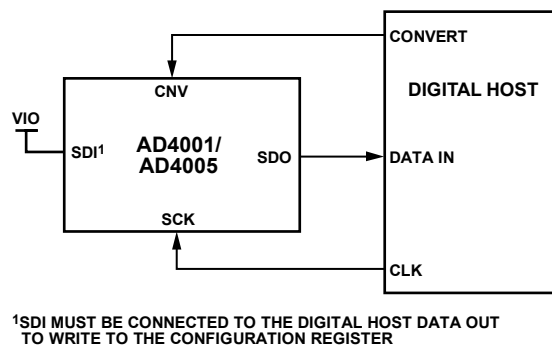 CONVERT
CNV
DIGITAL HOST
VIO
SDI¹
AD4001/
AD4005
SDO
DATA IN
SCK
CLK
¹SDI MUST BE CONNECTED TO THE DIGITAL HOST DATA OUT
TO WRITE TO THE CONFIGURATION REGISTER